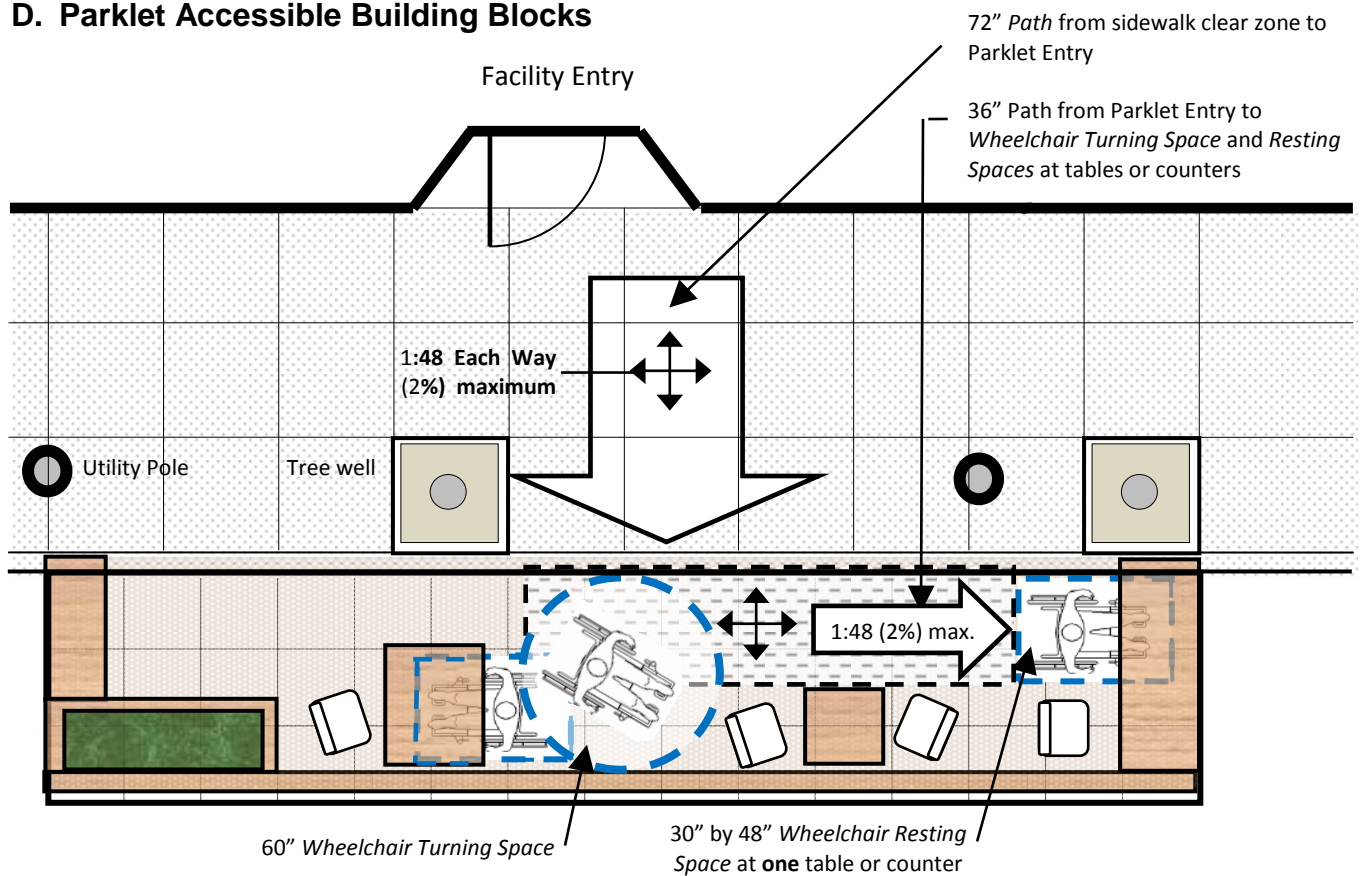 D. Parklet Accessible Building Blocks
72” Path from sidewalk clear zone to
Parklet Entry
Facility Entry
36” Path from Parklet Entry to
Wheelchair Turning Space and Resting
Spaces at tables or counters
1:48 Each Way
(2%) maximum
Utility Pole
Tree well
1:48 (2%) max.
60” Wheelchair Turning Space
30” by 48” Wheelchair Resting
Space at one table or counter